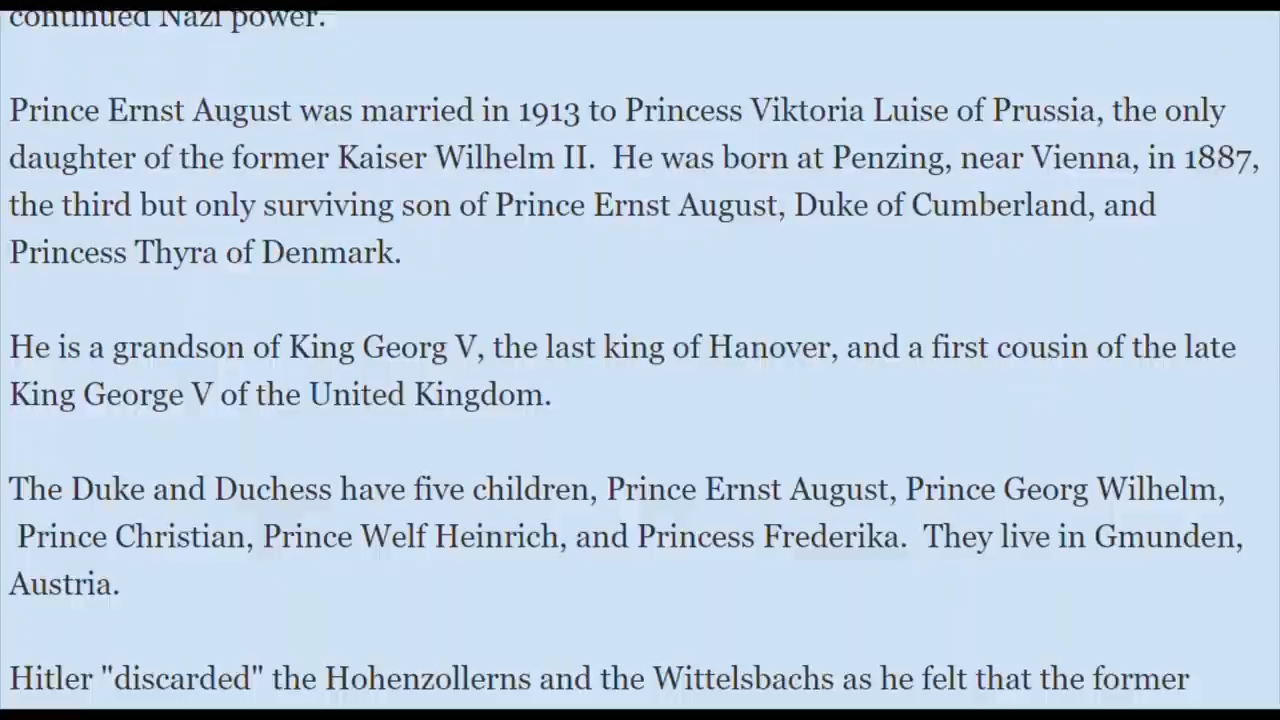 continued Nazi power.
Prince Ernst August was married in 1913 to Princess Viktoria Luise of Prussia, the only
daughter of the former Kaiser Wilhelm II.  He was born at Penzing, near Vienna, in 1887,
the third but only surviving son of Prince Ernst August, Duke of Cumberland, and
Princess Thyra of Denmark.
He is a grandson of King Georg V, the last king of Hanover, and a first cousin of the late
King George V of the United Kingdom.
The Duke and Duchess have five children, Prince Ernst August, Prince Georg Wilhelm,
Prince Christian, Prince Welf Heinrich, and Princess Frederika.  They live in Gmunden,
Austria.
Hitler "discarded" the Hohenzollerns and the Wittelsbachs as he felt that the former